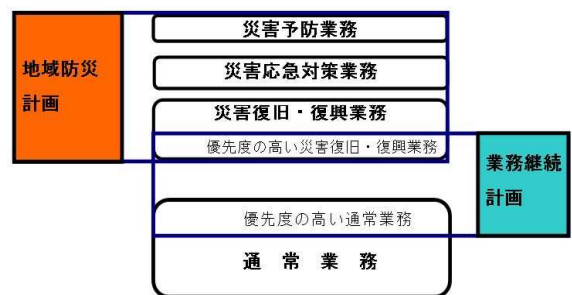 地域防災
計画
災害予防業務
災害応急対策業務
災害復旧・復興業務
優先度の高い災害復旧・復興業務
業務継続
計画
優先度の高い通常業務
通常業務